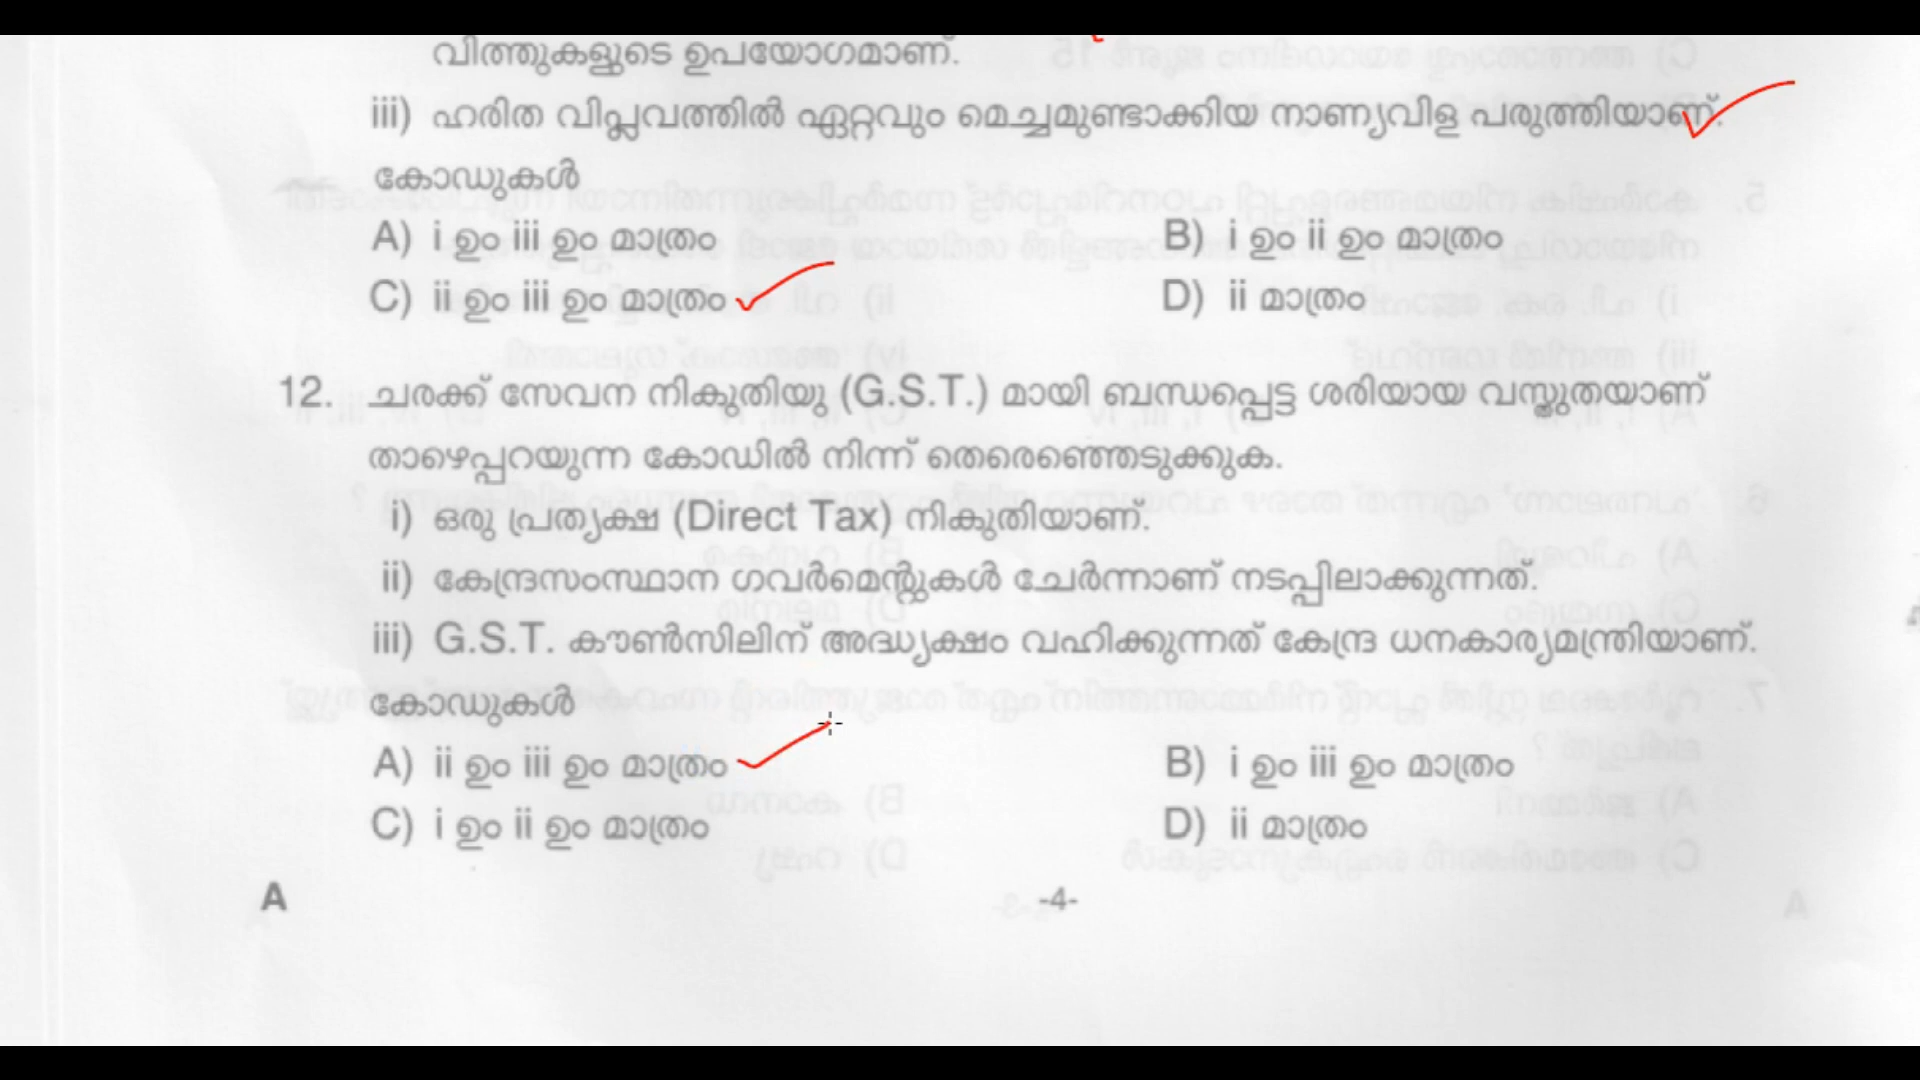 വിത്തുകളുടെ ഉപയോഗമാണ്.
iii) ഹരിത വിപ്ലവത്തിൽ ഏറ്റവും മെച്ചമുണ്ടാക്കിയ നാണ്യവിള പരുത്തിയാണ്.
കോഡുകൾ
A) i ഉം iii ഉം മാത്രം B) i ഉം ii ഉം മാത്രം
C) ii ഉം iii ഉം മാത്രം D) ii മാത്രം
12. ചരക്ക് സേവന നികുതിയു (G.S.T.) മായി ബന്ധപ്പെട്ട ശരിയായ വസ്തുതയാണ്
താഴെപ്പറയുന്ന കോഡിൽ നിന്ന് തെരെഞ്ഞെടുക്കുക.
i) ഒരു പ്രത്യക്ഷ (Direct Tax) നികുതിയാണ്.
ii) കേന്ദ്രസംസ്ഥാന ഗവർമെന്റുകൾ ചേർന്നാണ് നടപ്പിലാക്കുന്നത്.
iii) G.S.T. കൗൺസിലിന് അദ്ധ്യക്ഷം വഹിക്കുന്നത് കേന്ദ്ര ധനകാര്യമന്ത്രിയാണ്.
കോഡുകൾ
A) ii ഉം iii ഉം മാത്രം B) i ഉം iii ഉം മാത്രം
C) i ഉം ii ഉം മാത്രം D) ii മാത്രം
A -4-